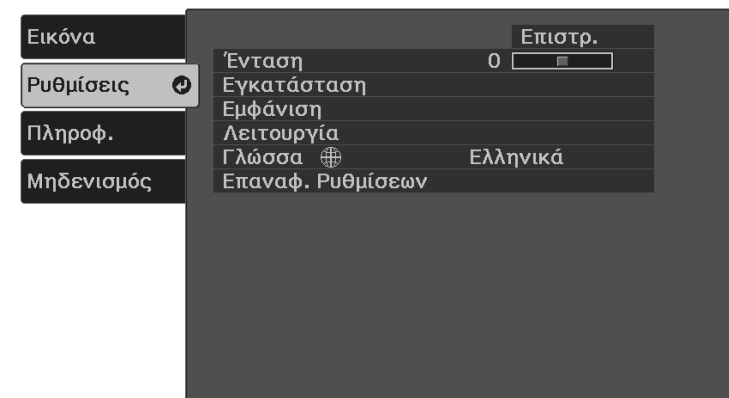 Εικόνα
Ρυθμίσεις
Πληροφ.
Μηδενισμός
Επιστρ.
Ένταση 0
Εγκατάσταση
Εμφάνιση
Λειτουργία
Γλώσσα Ελληνικά
Επαναφ. Ρυθμίσεων